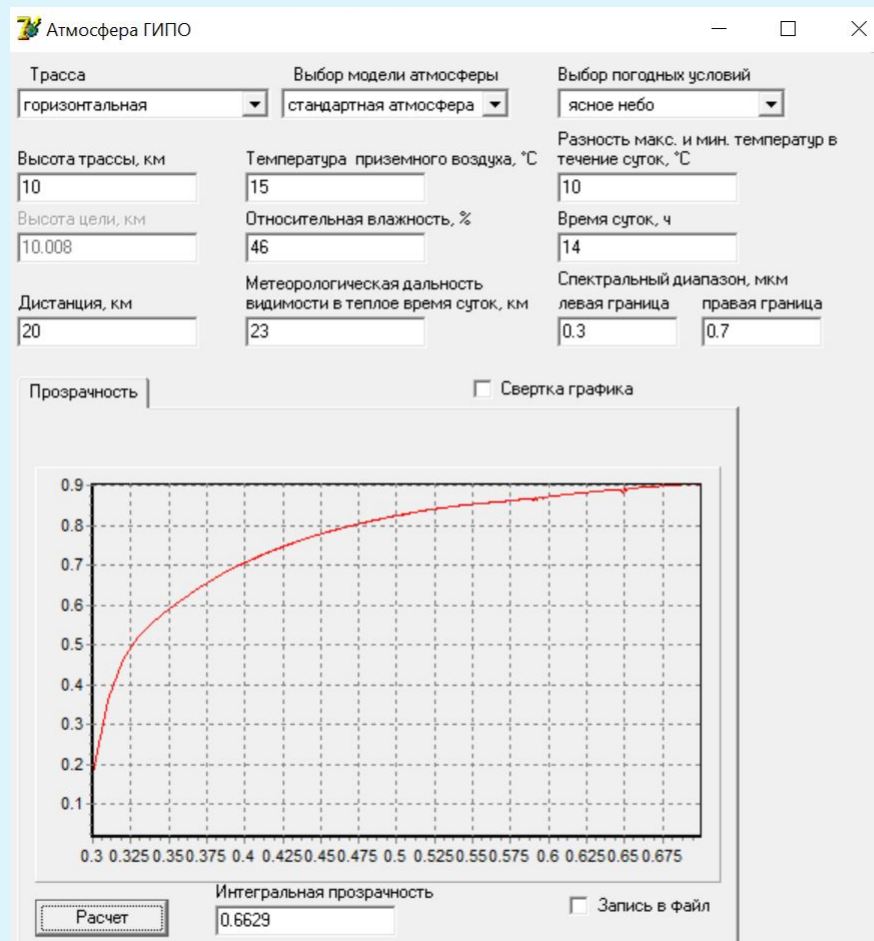 Атмосфера ГИПО
Трасса
Выбор модели атмосферы
Выбор погодных условий
горизонтальная
стандартная атмосфера
ясное небо
Высота трассы, км
Температура приземного воздуха, °С
Разность макс. и мин. температур в
течение суток, °С
10
15
10
Высота цели, км
Относительная влажность, %
Время суток, ч
10.008
46
14
Дистанция, км
Метеорологическая дальность
видимости в теплое время суток, км
Спектральный диапазон, мкм
левая граница
правая граница
20
23
0.3
0.7
Прозрачность
Свертка графика
0.9
0.8
0.7
0.6
0.5
0.4
0.3
0.2
0.1
0.3 0.325 0.35 0.375 0.4 0.425 0.45 0.475 0.5 0.525 0.55 0.575 0.6 0.625 0.65 0.675
Расчет
Интегральная прозрачность
0.6629
Запись в файл